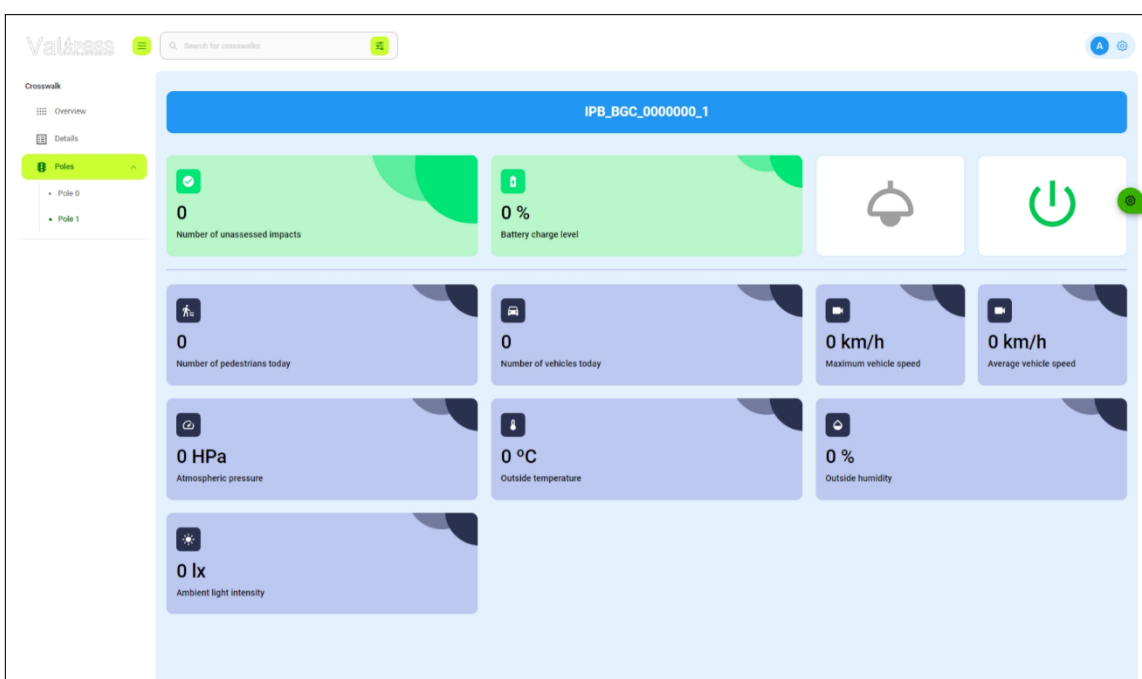 Valtrass
Search for crosswalks
A
Crosswalk
Overview
Details
Poles
Pole 0
Pole 1
IPB_BGC_0000000_1
0
Number of unassessed impacts
0 %
Battery charge level
0
Number of pedestrians today
0
Number of vehicles today
0 km/h
Maximum vehicle speed
0 km/h
Average vehicle speed
0 HPa
Atmospheric pressure
0 ºC
Outside temperature
0 %
Outside humidity
0 lx
Ambient light intensity